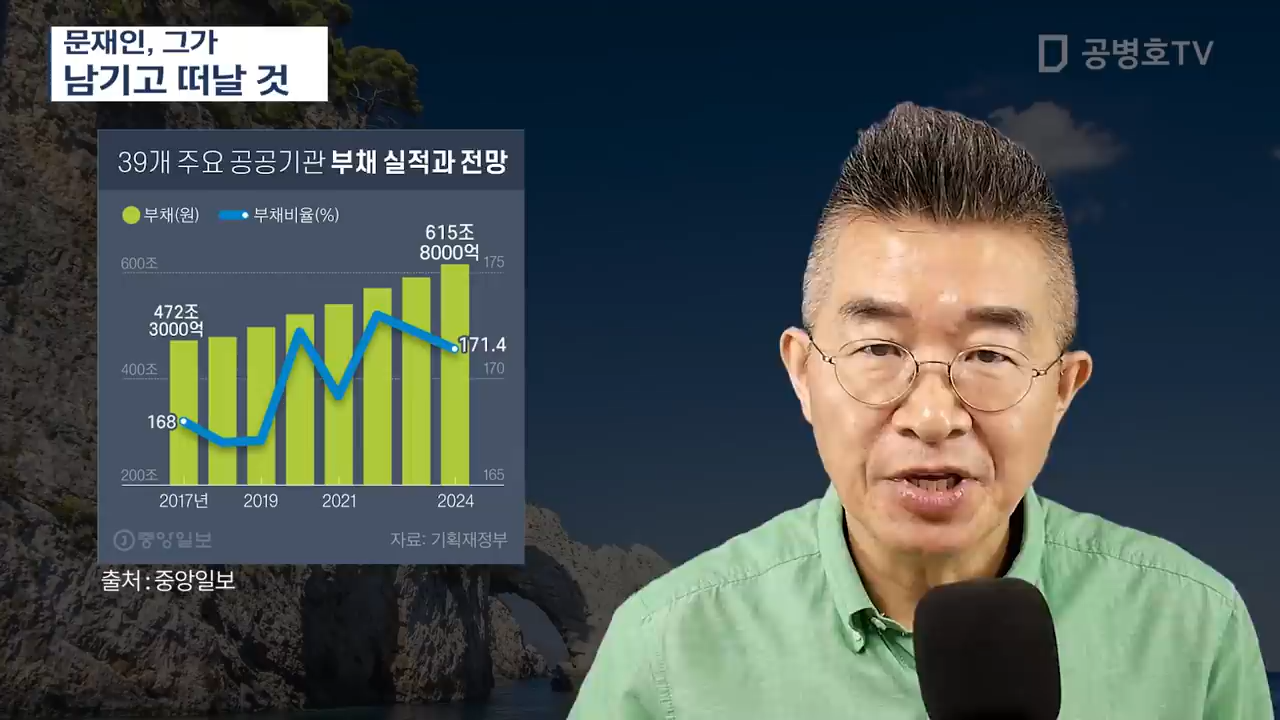 문재인, 그가
남기고 떠날 것
공병호TV
39개 주요 공공기관 부채 실적과 전망
부채(원) 부채비율(%)
615조
8000억
600조
175
472조
3000억
171.4
400조
170
168
200조
165
2017년 2019 2021 2024
중앙일보
자료: 기획재정부
출처 : 중앙일보